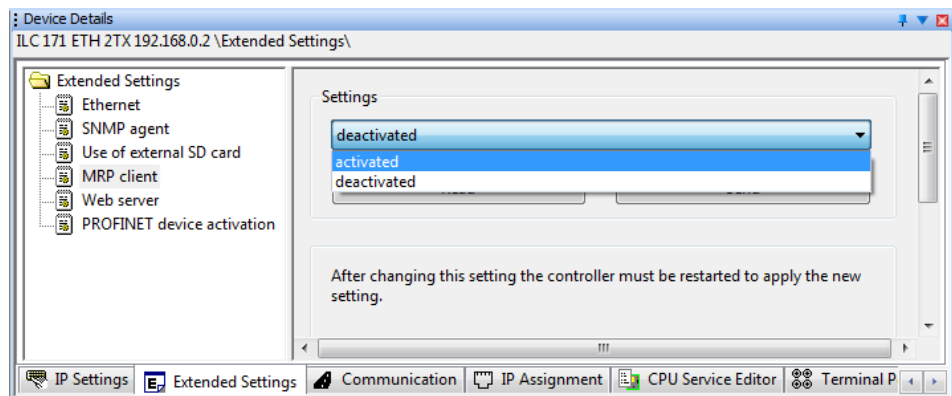 Device Details
ILC 171 ETH 2TX 192.168.0.2 \Extended Settings\
Extended Settings
Ethernet
SNMP agent
Use of external SD card
MRP client
Web server
PROFINET device activation
Settings
deactivated
activated
deactivated
After changing this setting the controller must be restarted to apply the new
setting.
IP Settings
Extended Settings
Communication
IP Assignment
CPU Service Editor
Terminal P